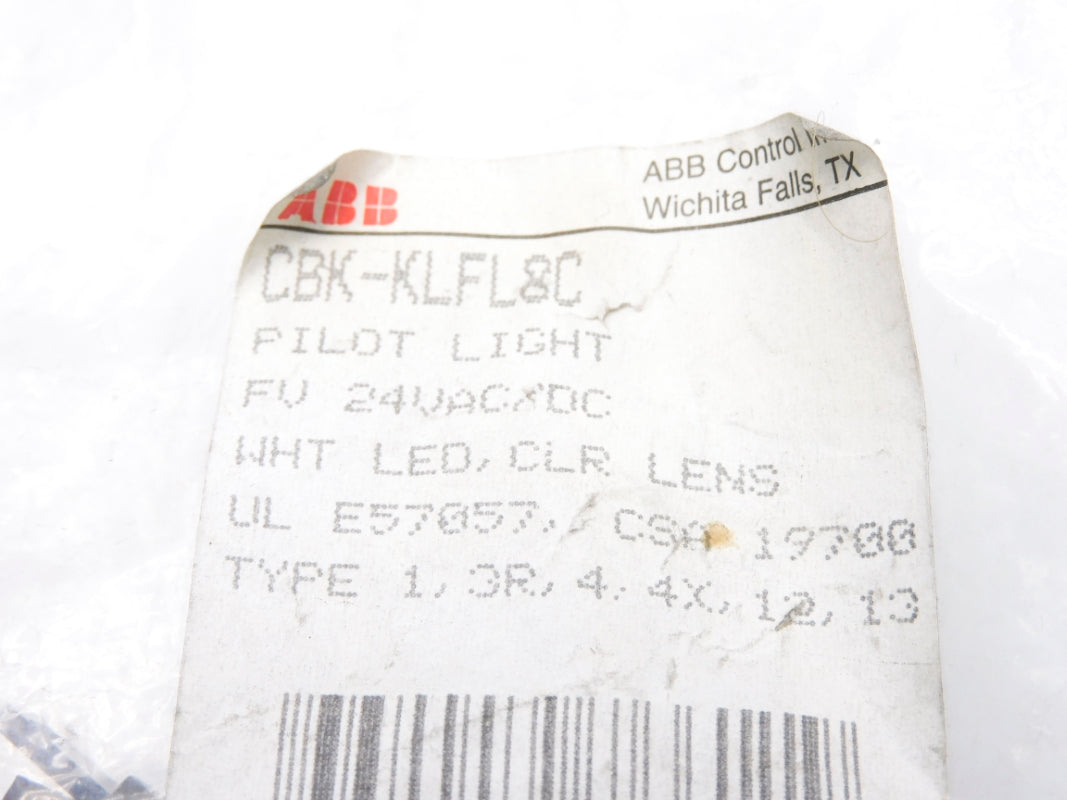 ABB
ABB Control
Wichita Falls, TX
CBK-KLFL8C
PILOT LIGHT
FV 24VAC/DC
WHT LED, CLR LENS
UL E57057, CSA 19700
TYPE 1, 3R, 4, 4X, 12, 13